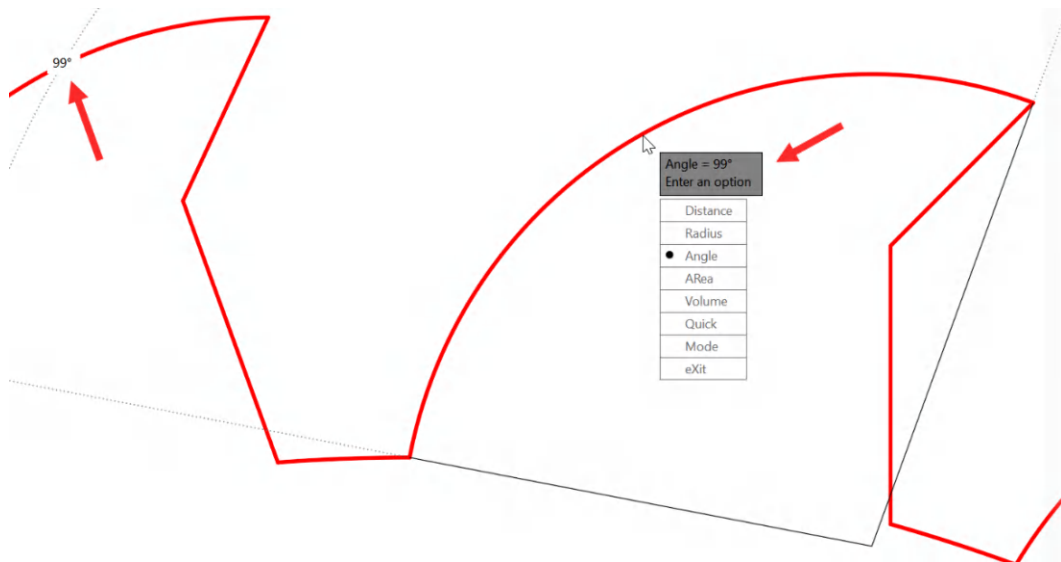 99°
Angle = 99°
Enter an option
Distance
Radius
Angle
ARea
Volume
Quick
Mode
eXit